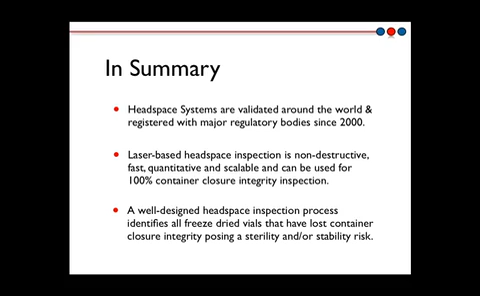 In Summary
Headspace Systems are validated around the world &
registered with major regulatory bodies since 2000.
Laser-based headspace inspection is non-destructive,
fast, quantitative and scalable and can be used for
100% container closure integrity inspection.
A well-designed headspace inspection process
identifies all freeze dried vials that have lost container
closure integrity posing a sterility and/or stability risk.